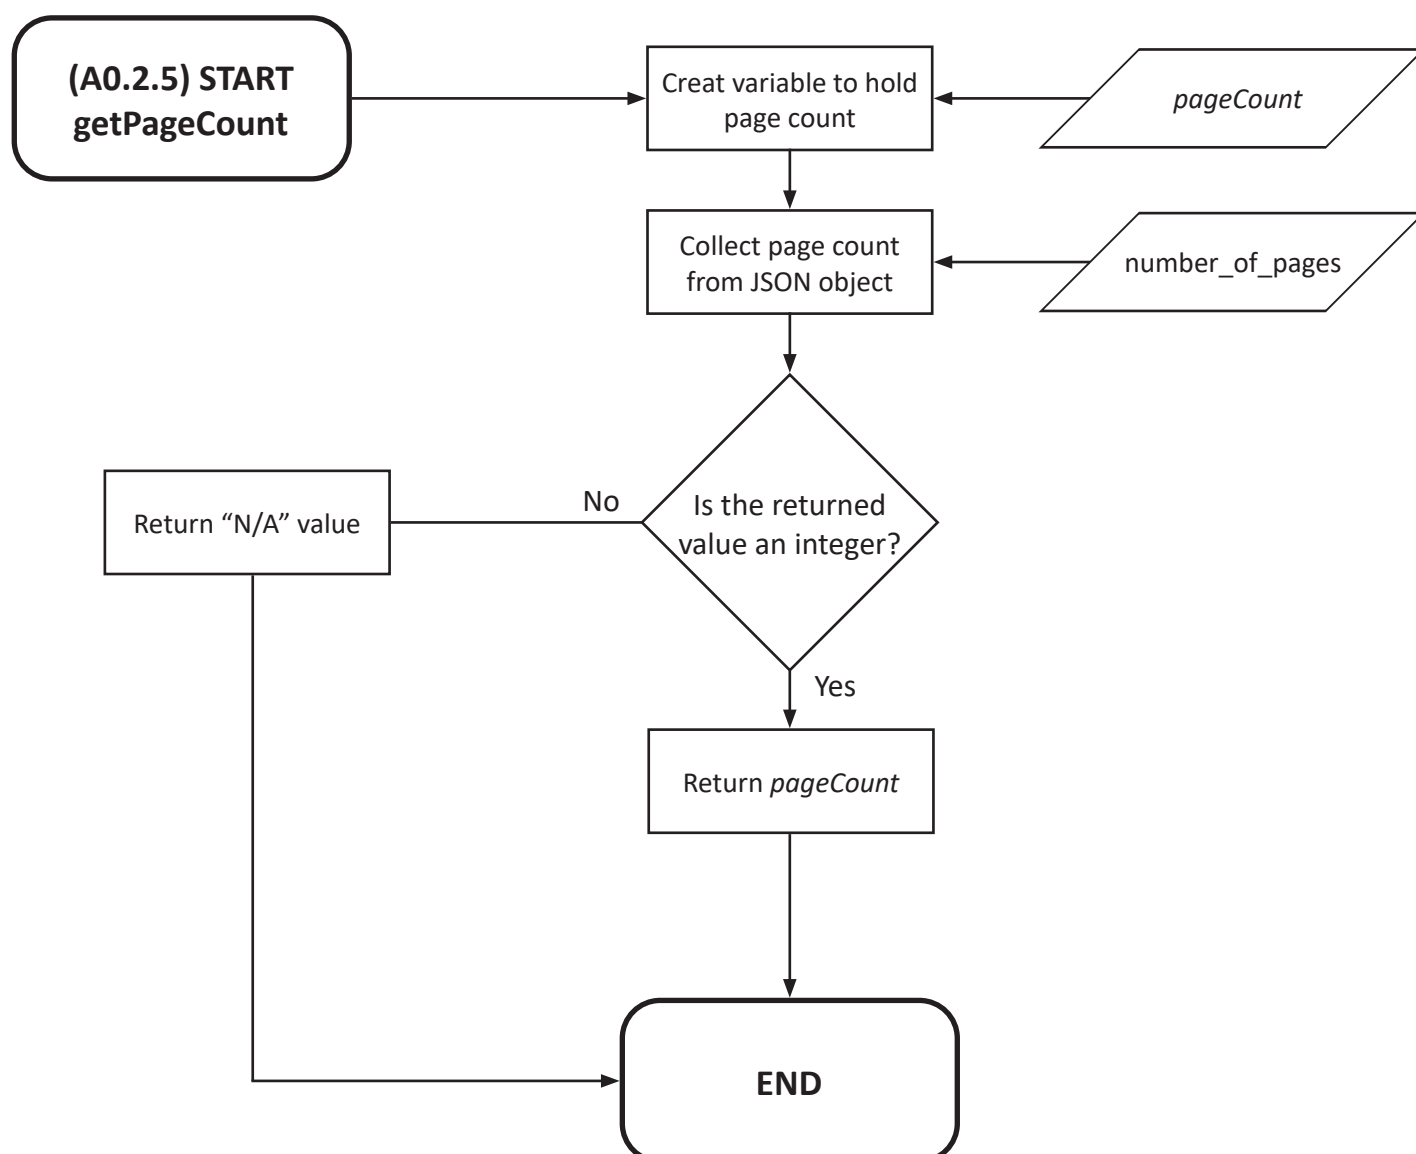 (A0.2.5) START
getPageCount
Creat variable to hold
page count
pageCount
Collect page count
from JSON object
number_of_pages
Is the returned
value an integer?
No
Return “N/A” value
Yes
Return pageCount
END